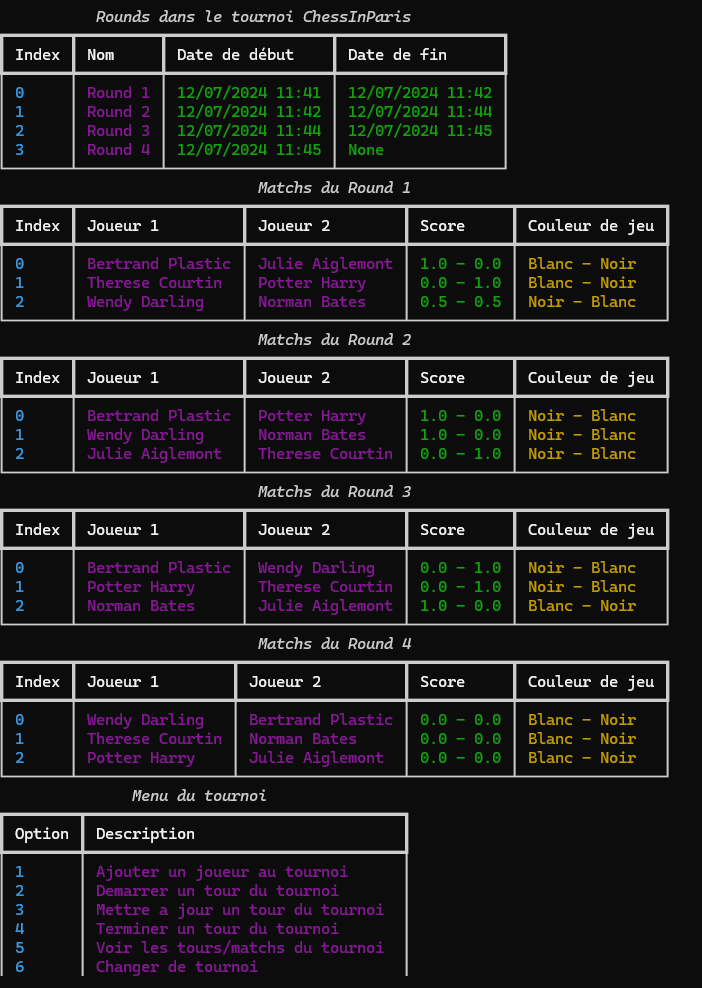 Rounds dans le tournoi ChessInParis
Index Nom Date de début Date de fin
0 Round 1 12/07/2024 11:41 12/07/2024 11:42
1 Round 2 12/07/2024 11:42 12/07/2024 11:44
2 Round 3 12/07/2024 11:44 12/07/2024 11:45
3 Round 4 12/07/2024 11:45 None
Matchs du Round 1
Index Joueur 1 Joueur 2 Score Couleur de jeu
0 Bertrand Plastic Julie Aiglemont 1.0 - 0.0 Blanc - Noir
1 Therese Courtin Potter Harry 0.0 - 1.0 Blanc - Noir
2 Wendy Darling Norman Bates 0.5 - 0.5 Noir - Blanc
Matchs du Round 2
Index Joueur 1 Joueur 2 Score Couleur de jeu
0 Bertrand Plastic Potter Harry 1.0 - 0.0 Noir - Blanc
1 Wendy Darling Norman Bates 1.0 - 0.0 Noir - Blanc
2 Julie Aiglemont Therese Courtin 0.0 - 1.0 Noir - Blanc
Matchs du Round 3
Index Joueur 1 Joueur 2 Score Couleur de jeu
0 Bertrand Plastic Wendy Darling 0.0 - 1.0 Noir - Blanc
1 Potter Harry Therese Courtin 0.0 - 1.0 Noir - Blanc
2 Norman Bates Julie Aiglemont 1.0 - 0.0 Blanc - Noir
Matchs du Round 4
Index Joueur 1 Joueur 2 Score Couleur de jeu
0 Wendy Darling Bertrand Plastic 0.0 - 0.0 Blanc - Noir
1 Therese Courtin Norman Bates 0.0 - 0.0 Blanc - Noir
2 Potter Harry Julie Aiglemont 0.0 - 0.0 Blanc - Noir
Menu du tournoi
Option Description
1 Ajouter un joueur au tournoi
2 Demarrer un tour du tournoi
3 Mettre a jour un tour du tournoi
4 Terminer un tour du tournoi
5 Voir les tours/matchs du tournoi
6 Changer de tournoi